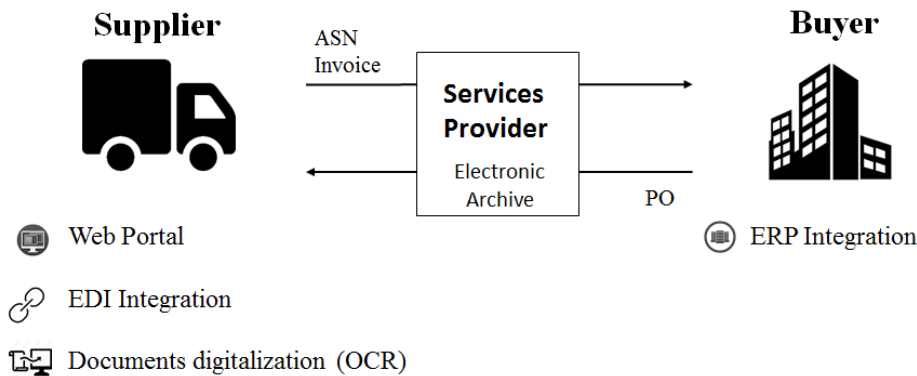 Supplier
Buyer
ASN
Invoice
Services
Provider
Electronic
Archive
PO
Web Portal
ERP Integration
EDI Integration
Documents digitalization (OCR)